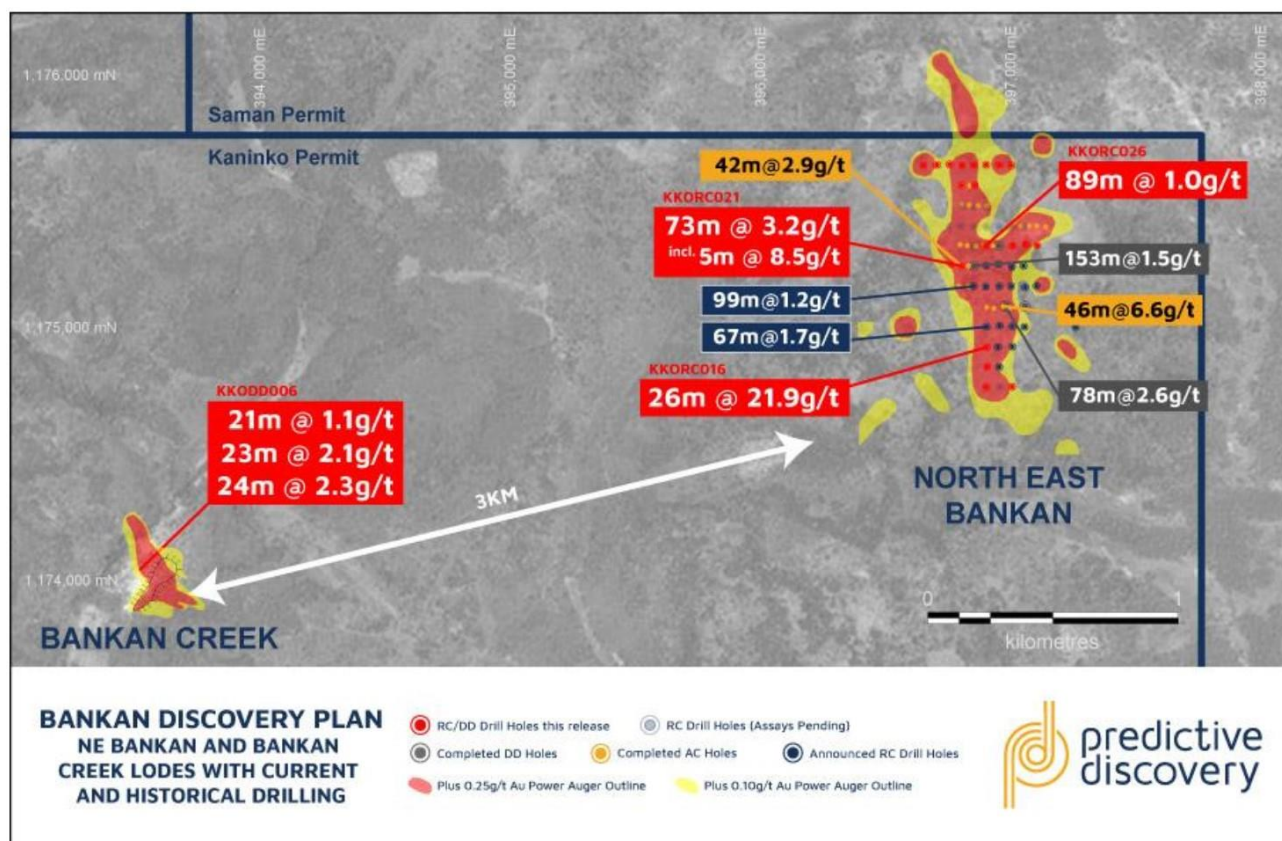 394,000 mE
395,000 mE
396,000 mE
397,000 mE
398,000 mE
1,176,000 mN
Saman Permit
Kaninko Permit
42m@2.9g/t
KKORC026
89m @ 1.0g/t
KKORC021
73m @ 3.2g/t
incl. 5m @ 8.5g/t
153m@1.5g/t
99m@1.2g/t
46m@6.6g/t
1,175,000 mN
67m@1.7g/t
KKORC016
26m @ 21.9g/t
78m@2.6g/t
KKODD006
21m @ 1.1g/t
23m @ 2.1g/t
24m @ 2.3g/t
3KM
NORTH EAST
BANKAN
1,174,000 mN
BANKAN CREEK
0 1
kilometres
BANKAN DISCOVERY PLAN
NE BANKAN AND BANKAN
CREEK LODES WITH CURRENT
AND HISTORICAL DRILLING
RC/DD Drill Holes this release
RC Drill Holes (Assays Pending)
Completed DD Holes
Completed AC Holes
Announced RC Drill Holes
Plus 0.25g/t Au Power Auger Outline
Plus 0.10g/t Au Power Auger Outline
predictive
discovery